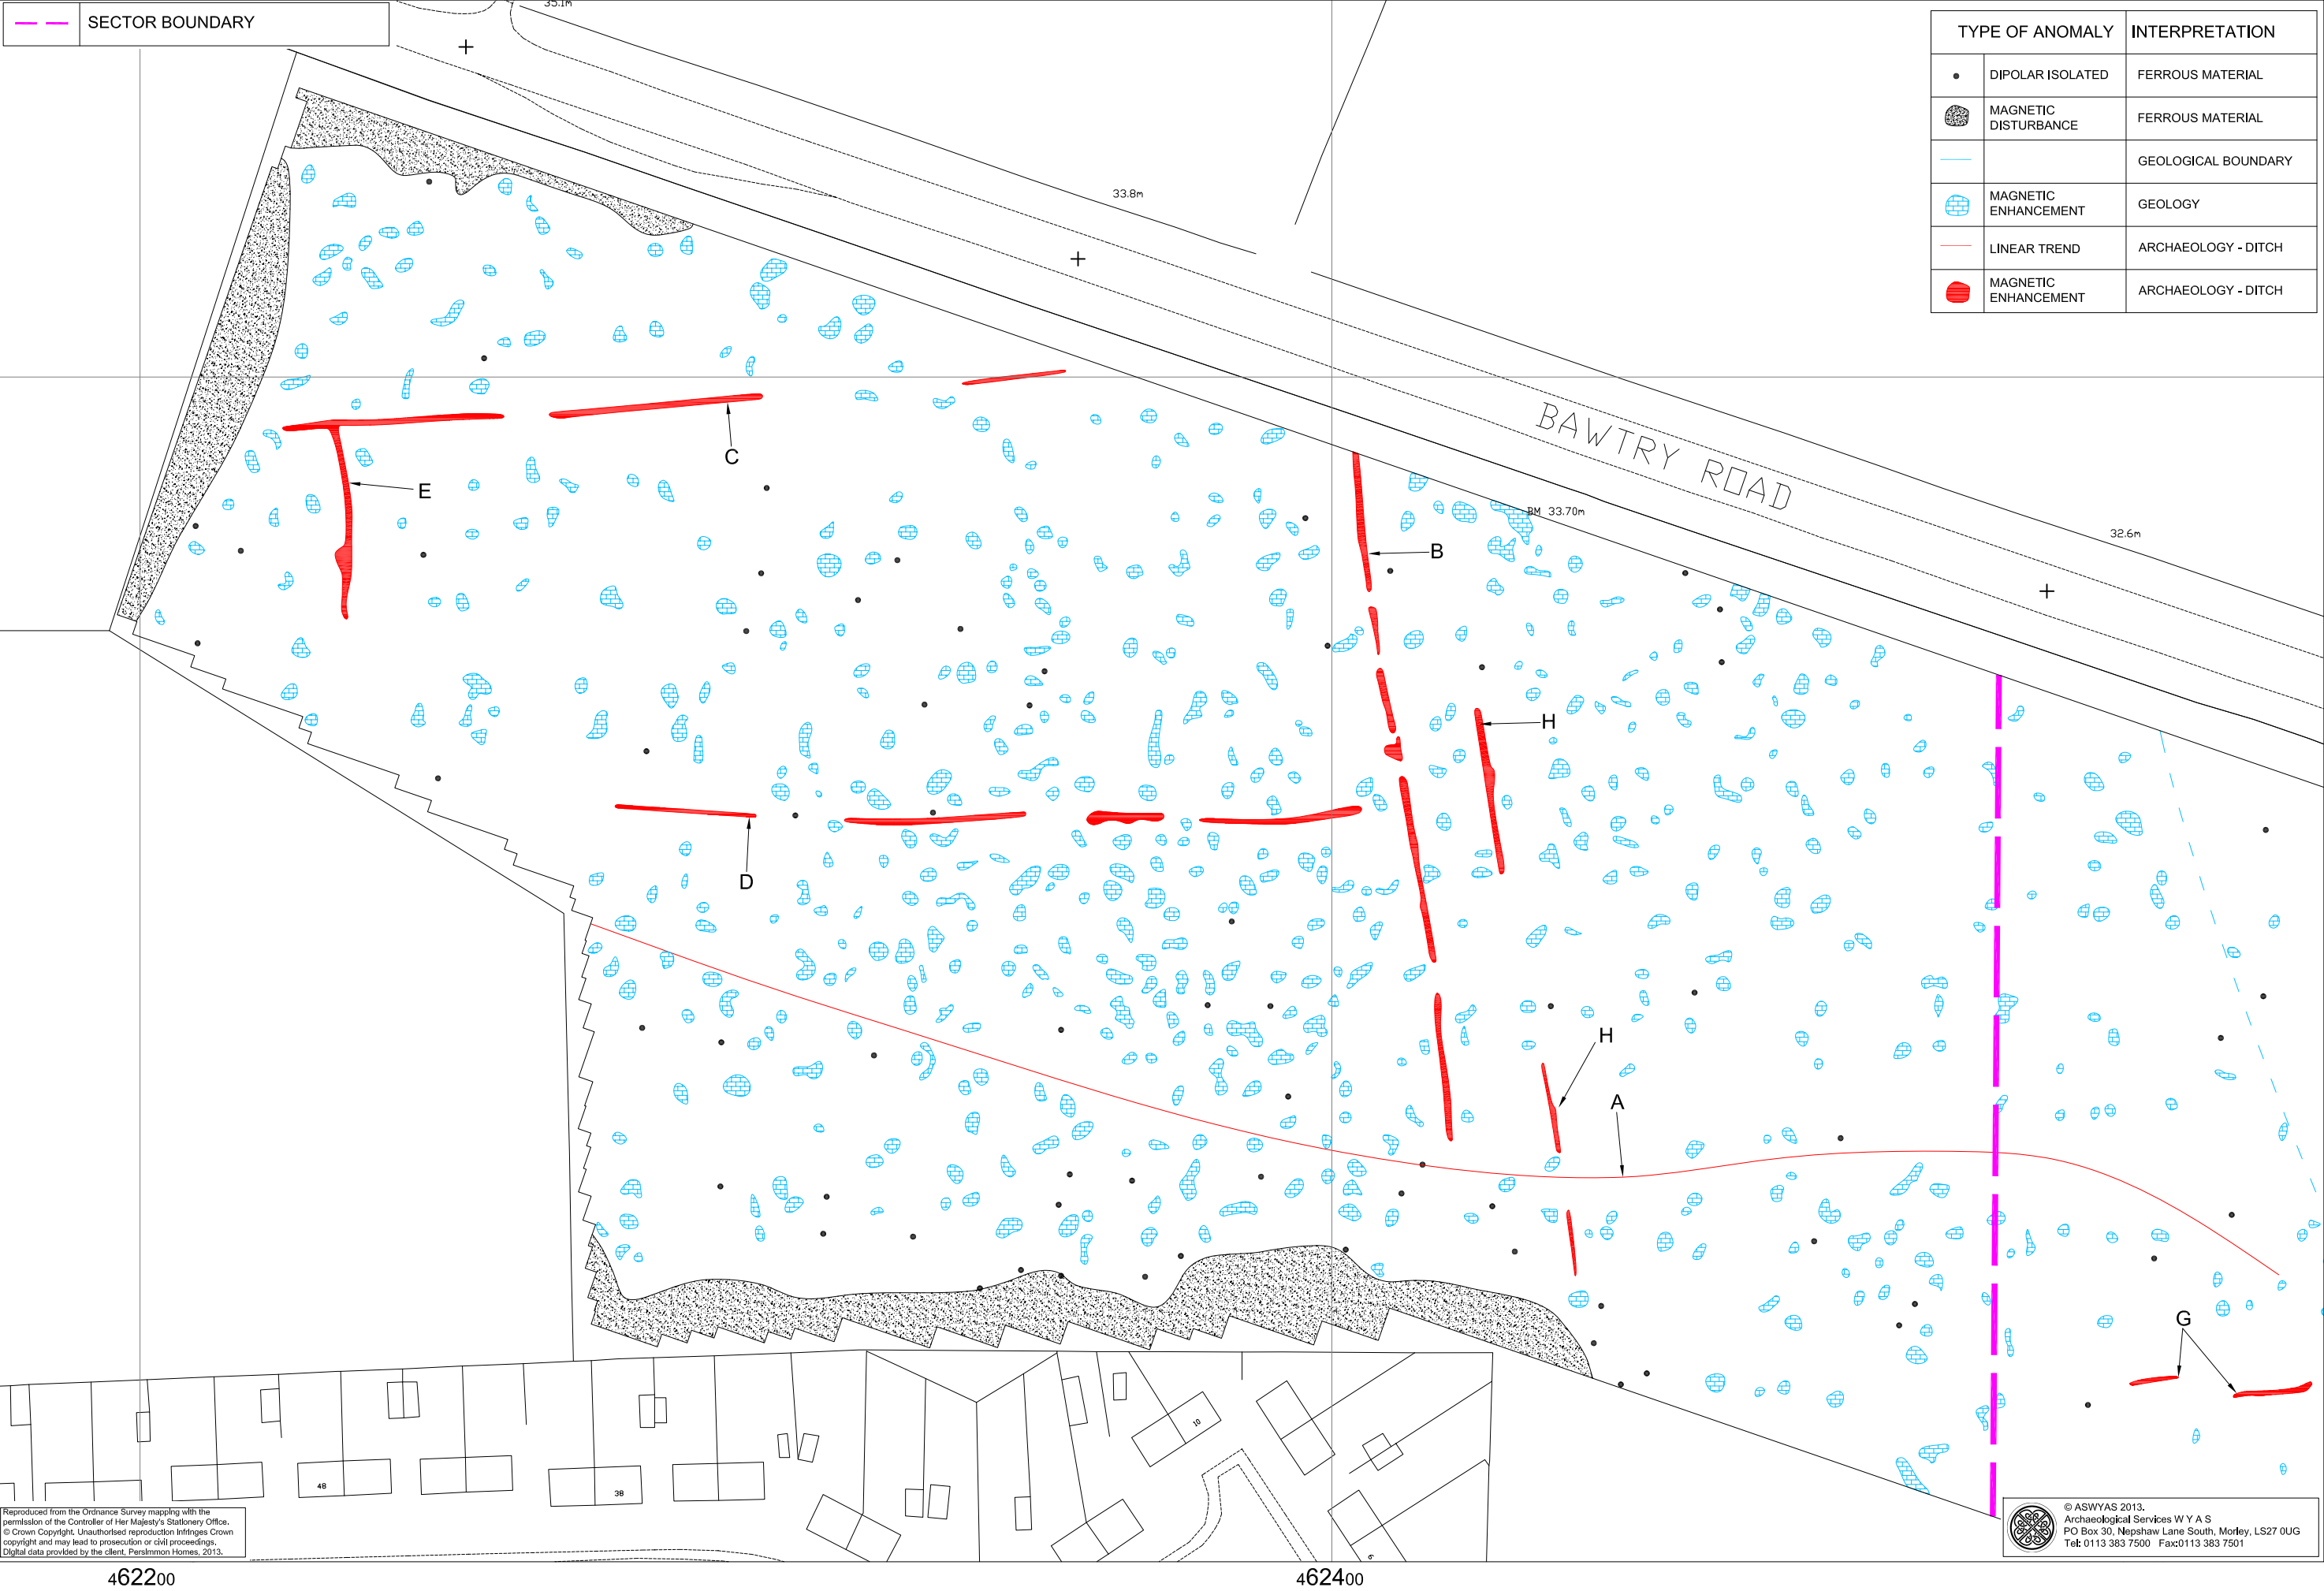 SECTOR BOUNDARY
35.1m
TYPE OF ANOMALY INTERPRETATION
DIPOLAR ISOLATED FERROUS MATERIAL
MAGNETIC
DISTURBANCE
FERROUS MATERIAL
GEOLOGICAL BOUNDARY
MAGNETIC
ENHANCEMENT
GEOLOGY
LINEAR TREND ARCHAEOLOGY - DITCH
MAGNETIC
ENHANCEMENT
ARCHAEOLOGY - DITCH
33.8m
BAWTRY ROAD
C
E
BM 33.70m
32.6m
B
H
D
H
A
G
10
48
38
6
Reproduced from the Ordnance Survey mapping with the
permission of the Controller of Her Majesty's Stationery Office.
© Crown Copyright. Unauthorised reproduction infringes Crown
copyright and may lead to prosecution or civil proceedings.
Digital data provided by the client, Persimmon Homes, 2013.
© ASWYAS 2013.
Archaeological Services W Y A S
PO Box 30, Nepshaw Lane South, Morley, LS27 0UG
Tel: 0113 383 7500 Fax:0113 383 7501
462200
462400